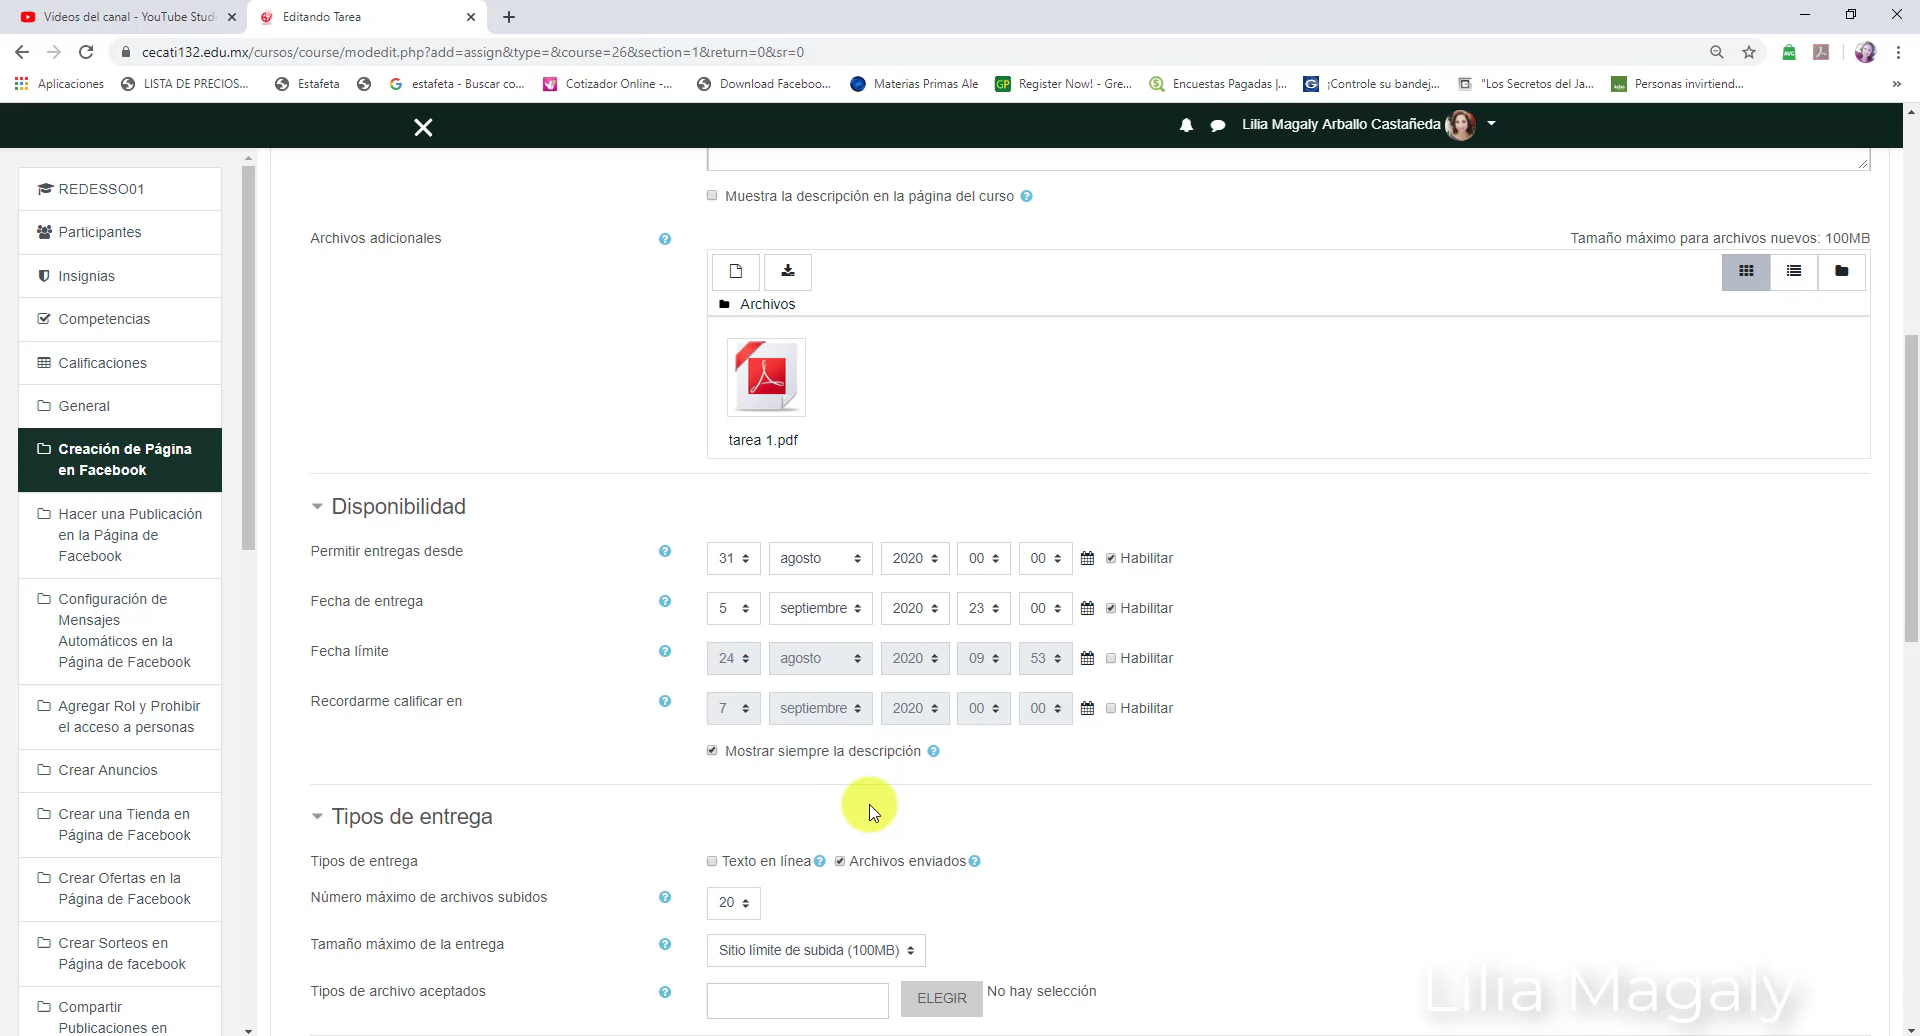 Videos del canal - YouTube Studi
Editando Tarea
cecati132.edu.mx/cursos/course/modedit.php?add=assign&type=&course=26&section=1&return=0&sr=0
Aplicaciones
LISTA DE PRECIOS...
Estafeta
estafeta - Buscar co...
Cotizador Online -...
Download Faceboo...
Materias Primas Ale
Register Now! - Gre...
Encuestas Pagadas |...
¡Controle su bandej...
"Los Secretos del Ja...
Personas invirtiend...
»
Lilia Magaly Arballo Castañeda
REDESSO01
Participantes
Insignias
Competencias
Calificaciones
General
Creación de Página
en Facebook
Hacer una Publicación
en la Página de
Facebook
Configuración de
Mensajes
Automáticos en la
Página de Facebook
Agregar Rol y Prohibir
el acceso a personas
Crear Anuncios
Crear una Tienda en
Página de Facebook
Crear Ofertas en la
Página de Facebook
Crear Sorteos en
Página de facebook
Compartir
Publicaciones en
Muestra la descripción en la página del curso
Archivos adicionales
Tamaño máximo para archivos nuevos: 100MB
Archivos
tarea 1.pdf
Disponibilidad
Permitir entregas desde 31 agosto 2020 00 00 Habilitar
Fecha de entrega 5 septiembre 2020 23 00 Habilitar
Fecha límite 24 agosto 2020 09 53 Habilitar
Recordarme calificar en 7 septiembre 2020 00 00 Habilitar
Mostrar siempre la descripción
Tipos de entrega
Tipos de entrega Texto en línea Archivos enviados
Número máximo de archivos subidos 20
Tamaño máximo de la entrega Sitio límite de subida (100MB)
Tipos de archivo aceptados ELEGIR No hay selección
Lilia Magaly